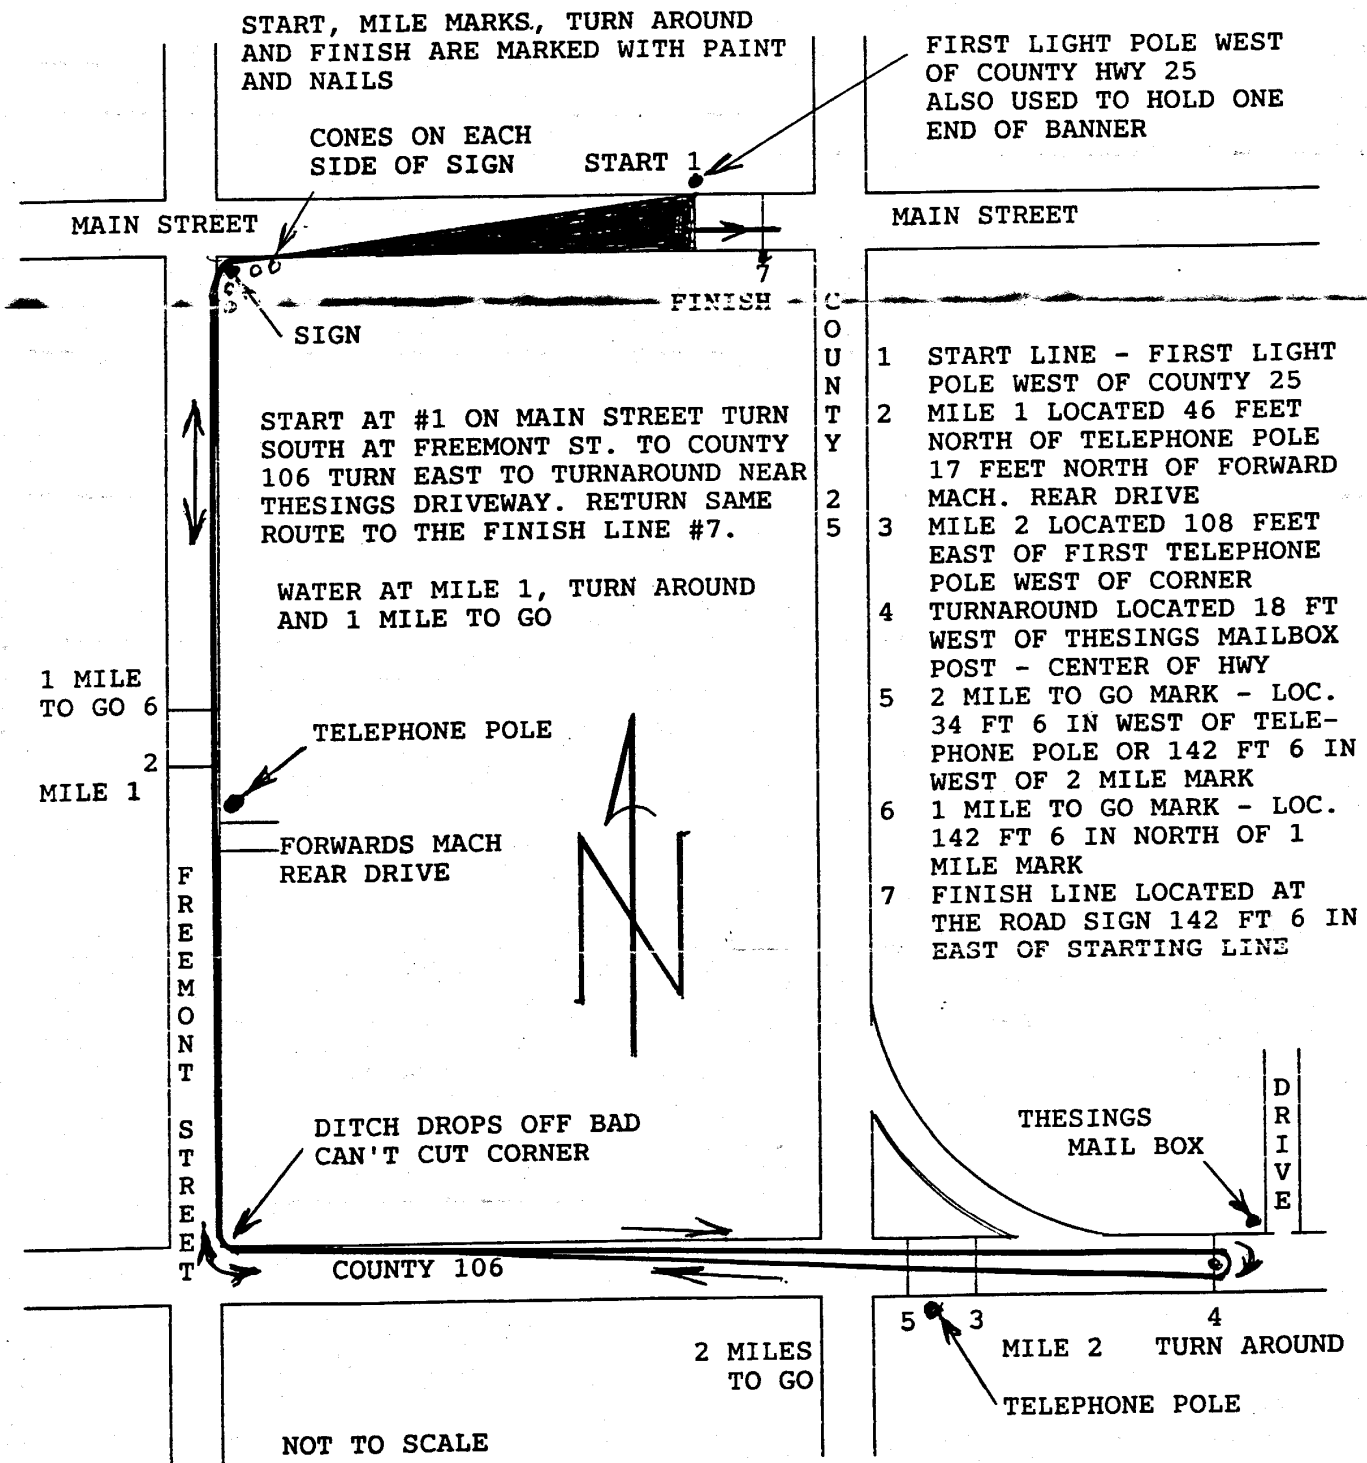 START, MILE MARKS., TURN AROUND
AND FINISH ARE MARKED WITH PAINT
AND NAILS
FIRST LIGHT POLE WEST
OF COUNTY HWY 25
ALSO USED TO HOLD ONE
END OF BANNER
CONES ON EACH
SIDE OF SIGN
START 1
MAIN STREET
MAIN STREET
7
FINISH
SIGN
COUNTY 25
START AT #1 ON MAIN STREET TURN
SOUTH AT FREEMONT ST. TO COUNTY
106 TURN EAST TO TURNAROUND NEAR
THESINGS DRIVEWAY. RETURN SAME
ROUTE TO THE FINISH LINE #7.
WATER AT MILE 1, TURN AROUND
AND 1 MILE TO GO
1 START LINE - FIRST LIGHT
POLE WEST OF COUNTY 25
2 MILE 1 LOCATED 46 FEET
NORTH OF TELEPHONE POLE
17 FEET NORTH OF FORWARD
MACH. REAR DRIVE
3 MILE 2 LOCATED 108 FEET
EAST OF FIRST TELEPHONE
POLE WEST OF CORNER
4 TURNAROUND LOCATED 18 FT
WEST OF THESINGS MAILBOX
POST - CENTER OF HWY
5 2 MILE TO GO MARK - LOC.
34 FT 6 IN WEST OF TELE-
PHONE POLE OR 142 FT 6 IN
WEST OF 2 MILE MARK
6 1 MILE TO GO MARK - LOC.
142 FT 6 IN NORTH OF 1
MILE MARK
7 FINISH LINE LOCATED AT
THE ROAD SIGN 142 FT 6 IN
EAST OF STARTING LINE
1 MILE
TO GO 6
2
MILE 1
TELEPHONE POLE
FORWARDS MACH
REAR DRIVE
N
FREEMONT STREET
DITCH DROPS OFF BAD
CAN'T CUT CORNER
THESINGS
MAIL BOX
DRIVE
COUNTY 106
5
3
4
MILE 2
TURN AROUND
2 MILES
TO GO
TELEPHONE POLE
NOT TO SCALE